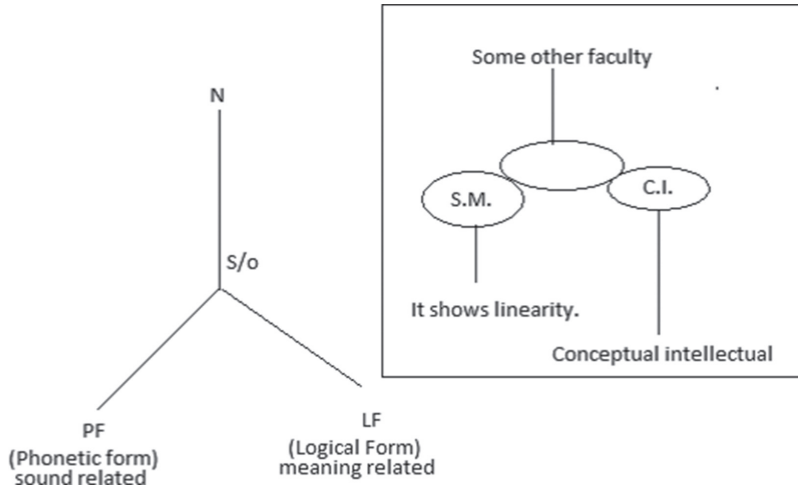 N
S/o
PF
(Phonetic form)
sound related
LF
(Logical Form)
meaning related
Some other faculty
S.M.
C.I.
It shows linearity.
Conceptual intellectual